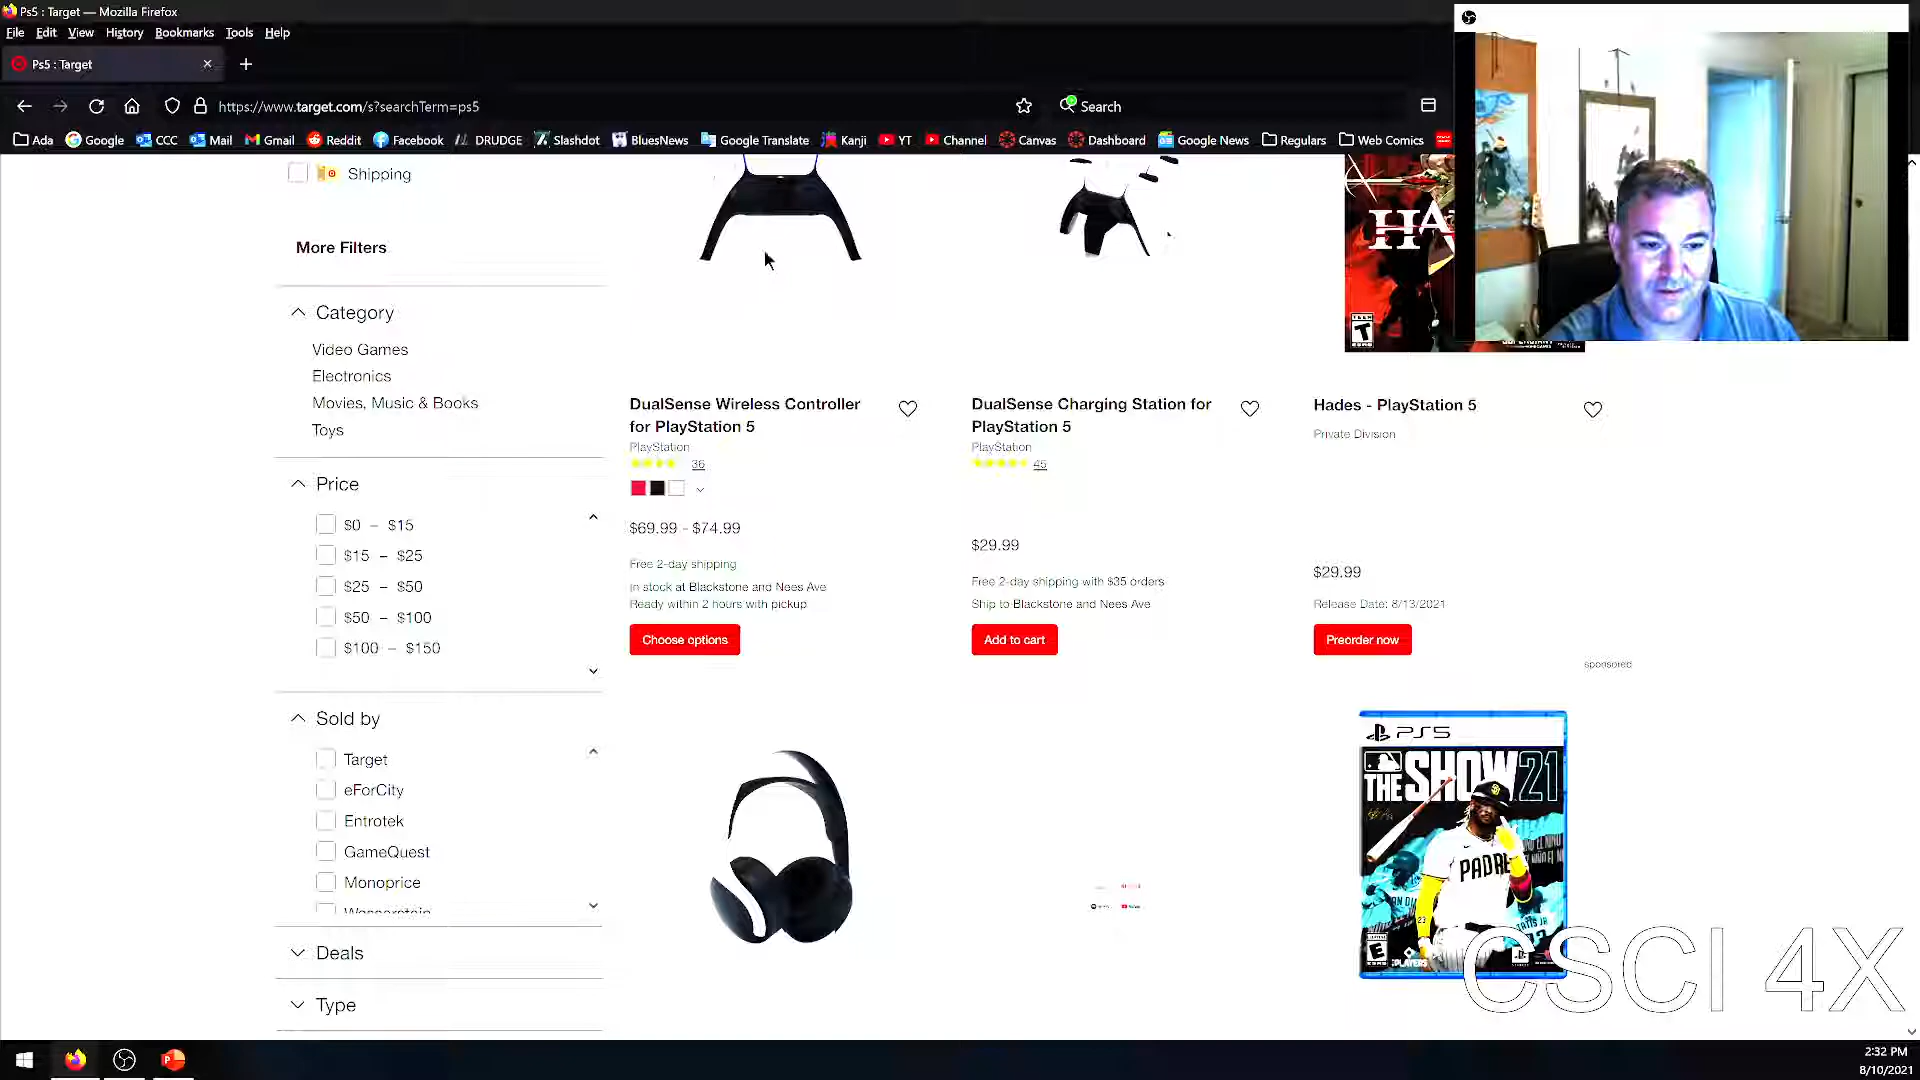 Ps5 : Target — Mozilla Firefox
File Edit View History Bookmarks Tools Help
Ps5 : Target
https://www.target.com/s?searchTerm=ps5
Search
Ada Google CCC Mail Gmail Reddit Facebook DRUDGE Slashdot BluesNews Google Translate Kanji YT Channel Canvas Dashboard Google News Regulars Web Comics
Shipping
More Filters
Category
Video Games
Electronics
Movies, Music & Books
Toys
Price
$0 – $15
$15 – $25
$25 – $50
$50 – $100
$100 – $150
Sold by
Target
eForCity
Entrotek
GameQuest
Monoprice
Wasserstein
Deals
Type
DualSense Wireless Controller
for PlayStation 5
PlayStation
36
$69.99 - $74.99
Free 2-day shipping
In stock at Blackstone and Nees Ave
Ready within 2 hours with pickup
Choose options
DualSense Charging Station for
PlayStation 5
PlayStation
45
$29.99
Free 2-day shipping with $35 orders
Ship to Blackstone and Nees Ave
Add to cart
HA
TEEN
T
ESRB
Hades - PlayStation 5
Private Division
$29.99
Release Date: 8/13/2021
Preorder now
sponsored
PS5
THE SHOW 21
PADRE
23
E
CSCI 4X
2:32 PM
8/10/2021